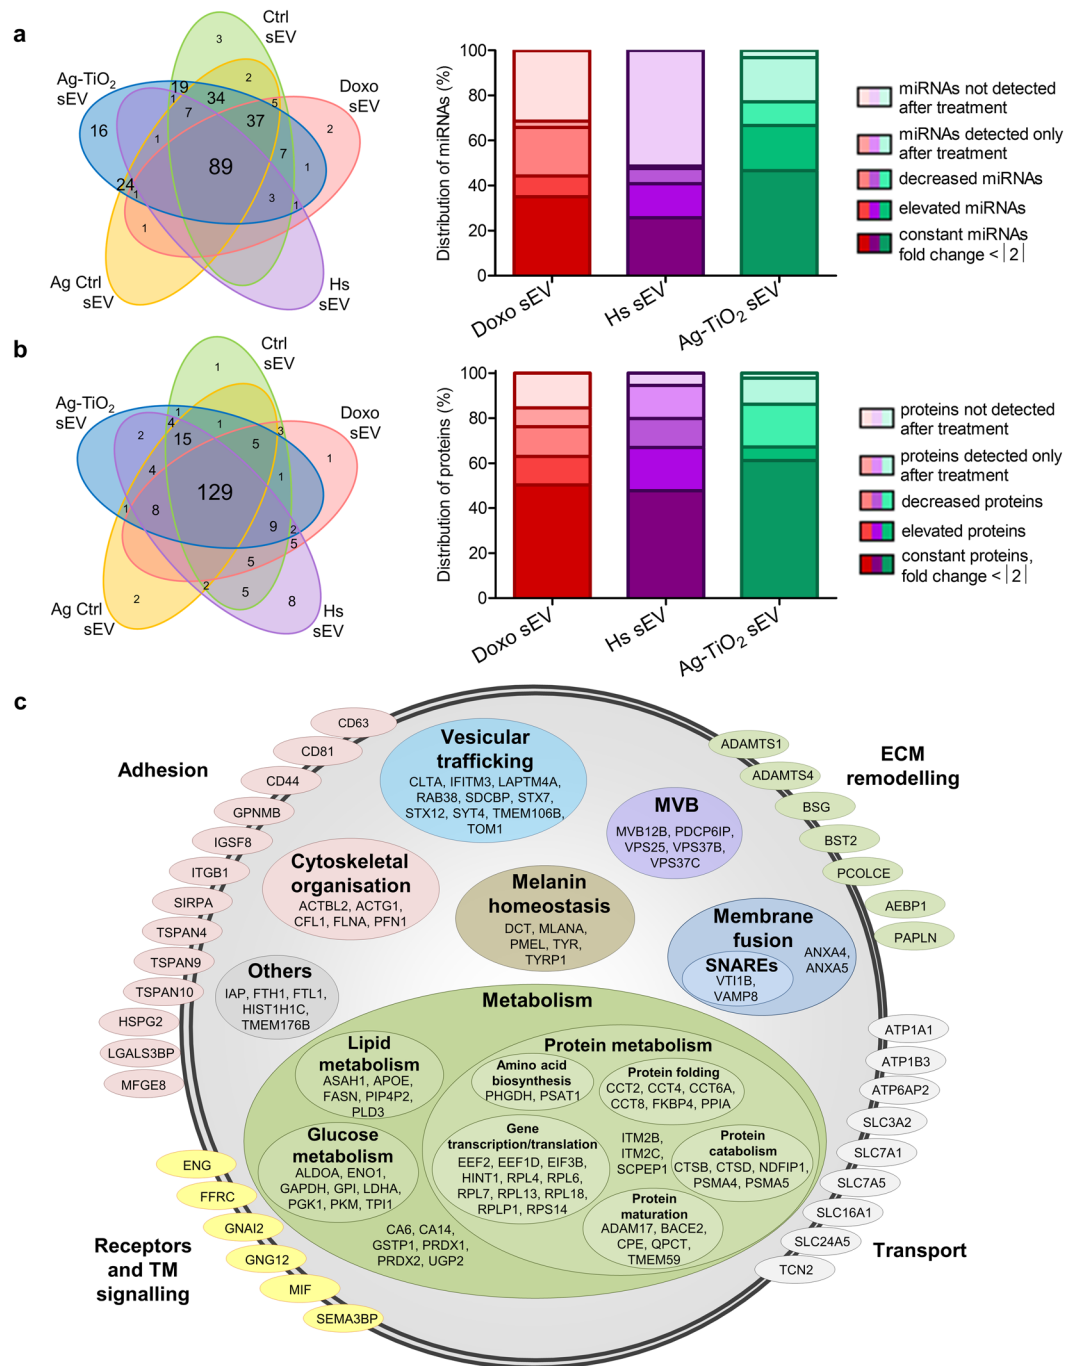 a
Ctrl
sEV
Ag-TiO2
sEV
Doxo
sEV
Ag Ctrl
sEV
Hs
sEV
3
2
19
1
34
5
7
37
2
16
1
7
1
89
24
1
3
1
1
Distribution of miRNAs (%)
100
80
60
40
20
0
Doxo sEV
Hs sEV
Ag-TiO2 sEV
miRNAs not detected
after treatment
miRNAs detected only
after treatment
decreased miRNAs
elevated miRNAs
constant miRNAs
fold change <|2|
b
Ctrl
sEV
Ag-TiO2
sEV
Doxo
sEV
Ag Ctrl
sEV
Hs
sEV
1
1
4
1
3
2
15
5
1
4
1
129
1
8
9
2
5
5
2
2
5
8
Distribution of proteins (%)
100
80
60
40
20
0
Doxo sEV
Hs sEV
Ag-TiO2 sEV
proteins not detected
after treatment
proteins detected only
after treatment
decreased proteins
elevated proteins
constant proteins,
fold change <|2|
c
Adhesion
CD63
CD81
CD44
GPNMB
IGSF8
ITGB1
SIRPA
TSPAN4
TSPAN9
TSPAN10
HSPG2
LGALS3BP
MFGE8
Vesicular
trafficking
CLTA, IFITM3, LAPTM4A,
RAB38, SDCBP, STX7,
STX12, SYT4, TMEM106B,
TOM1
MVB
MVB12B, PDCP6IP,
VPS25, VPS37B,
VPS37C
ECM
remodelling
ADAMTS1
ADAMTS4
BSG
BST2
PCOLCE
AEBP1
PAPLN
Cytoskeletal
organisation
ACTBL2, ACTG1,
CFL1, FLNA, PFN1
Melanin
homeostasis
DCT, MLANA,
PMEL, TYR,
TYRP1
Membrane
fusion
ANXA4,
ANXA5
SNAREs
VTI1B,
VAMP8
Others
IAP, FTH1, FTL1,
HIST1H1C,
TMEM176B
Metabolism
Lipid
metabolism
ASAH1, APOE,
FASN, PIP4P2,
PLD3
Glucose
metabolism
ALDOA, ENO1,
GAPDH, GPI, LDHA,
PGK1, PKM, TPI1
CA6, CA14,
GSTP1, PRDX1,
PRDX2, UGP2
Protein metabolism
Amino acid
biosynthesis
PHGDH, PSAT1
Protein folding
CCT2, CCT4, CCT6A,
CCT8, FKBP4, PPIA
Gene
transcription/translation
EEF2, EEF1D, EIF3B,
HINT1, RPL4, RPL6,
RPL7, RPL13, RPL18,
RPLP1, RPS14
ITM2B,
ITM2C,
SCPEP1
Protein
catabolism
CTSB, CTSD, NDFIP1,
PSMA4, PSMA5
Protein
maturation
ADAM17, BACE2,
CPE, QPCT,
TMEM59
ATP1A1
ATP1B3
ATP6AP2
SLC3A2
SLC7A1
SLC7A5
SLC16A1
SLC24A5
TCN2
Transport
ENG
FFRC
GNAI2
GNG12
MIF
SEMA3BP
Receptors
and TM
signalling